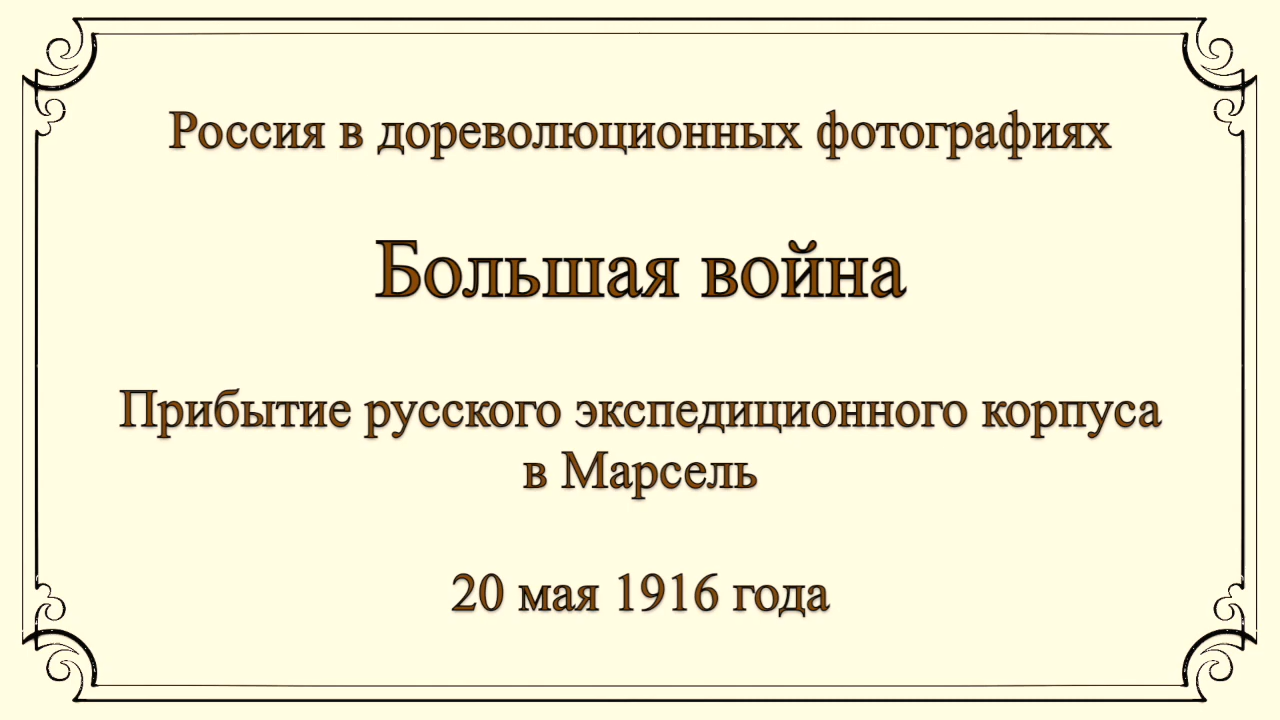 Россия в дореволюционных фотографиях
Большая война
Прибытие русского экспедиционного корпуса
в Марсель
20 мая 1916 года